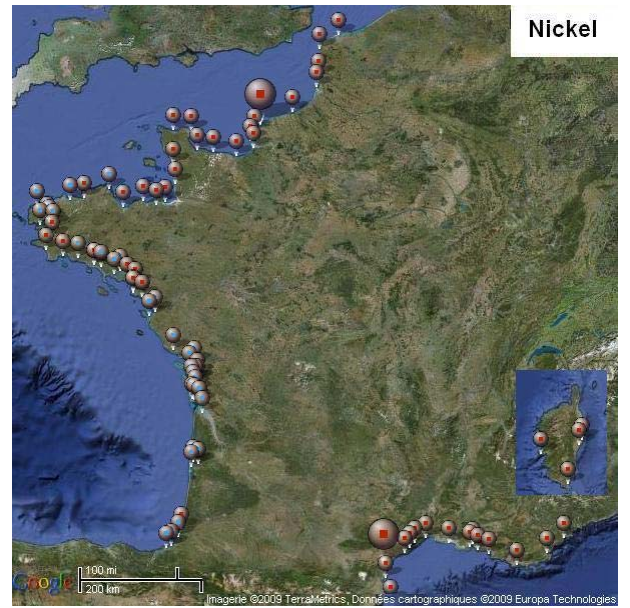 Nickel
100 mi
200 km
Google
Imagerie ©2009 TerraMetrics, Données cartographiques ©2009 Europa Technologies